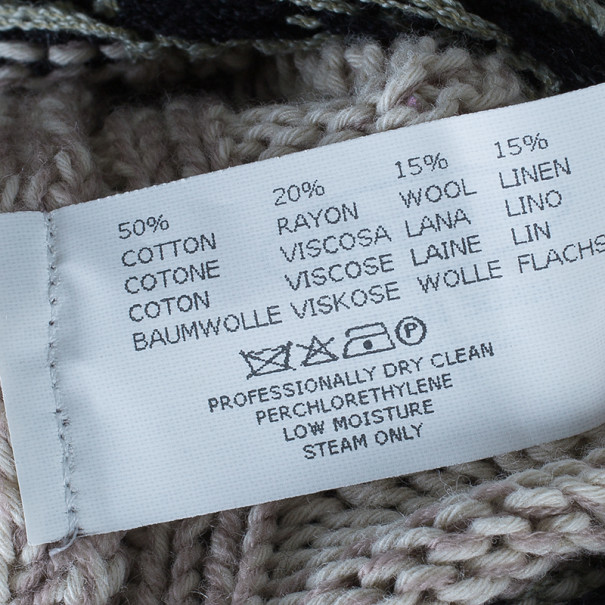 50% 20% 15% 15%
COTTON RAYON WOOL LINEN
COTONE VISCOSA LANA LINO
COTON VISCOSE LAINE LIN
BAUMWOLLE VISKOSE WOLLE FLACHS
P
PROFESSIONALLY DRY CLEAN
PERCHLORETHYLENE
LOW MOISTURE
STEAM ONLY